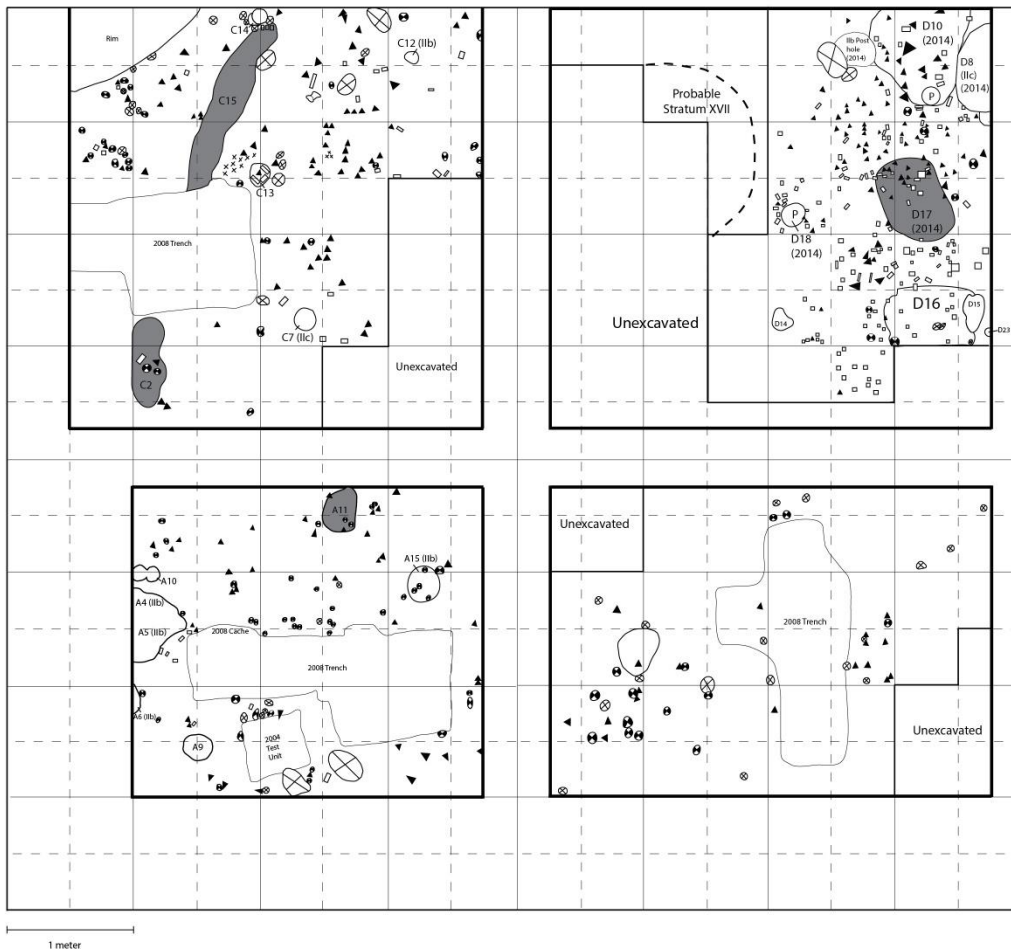 Rim
C14
C12 (IIb)
C15
C13
2008 Trench
C7 (IIc)
C2
Unexcavated
Probable
Stratum XVII
IIb Post
hole
(2014)
D10
(2014)
D8
(IIc)
(2014)
P
P
D17
(2014)
D18
(2014)
Unexcavated
D14
D16
D15
D23
A11
A15 (IIb)
A10
A4 (IIb)
A5 (IIb)
2008 Cache
2008 Trench
A6 (IIb)
A9
2004
Test
Unit
Unexcavated
2008 Trench
Unexcavated
1 meter